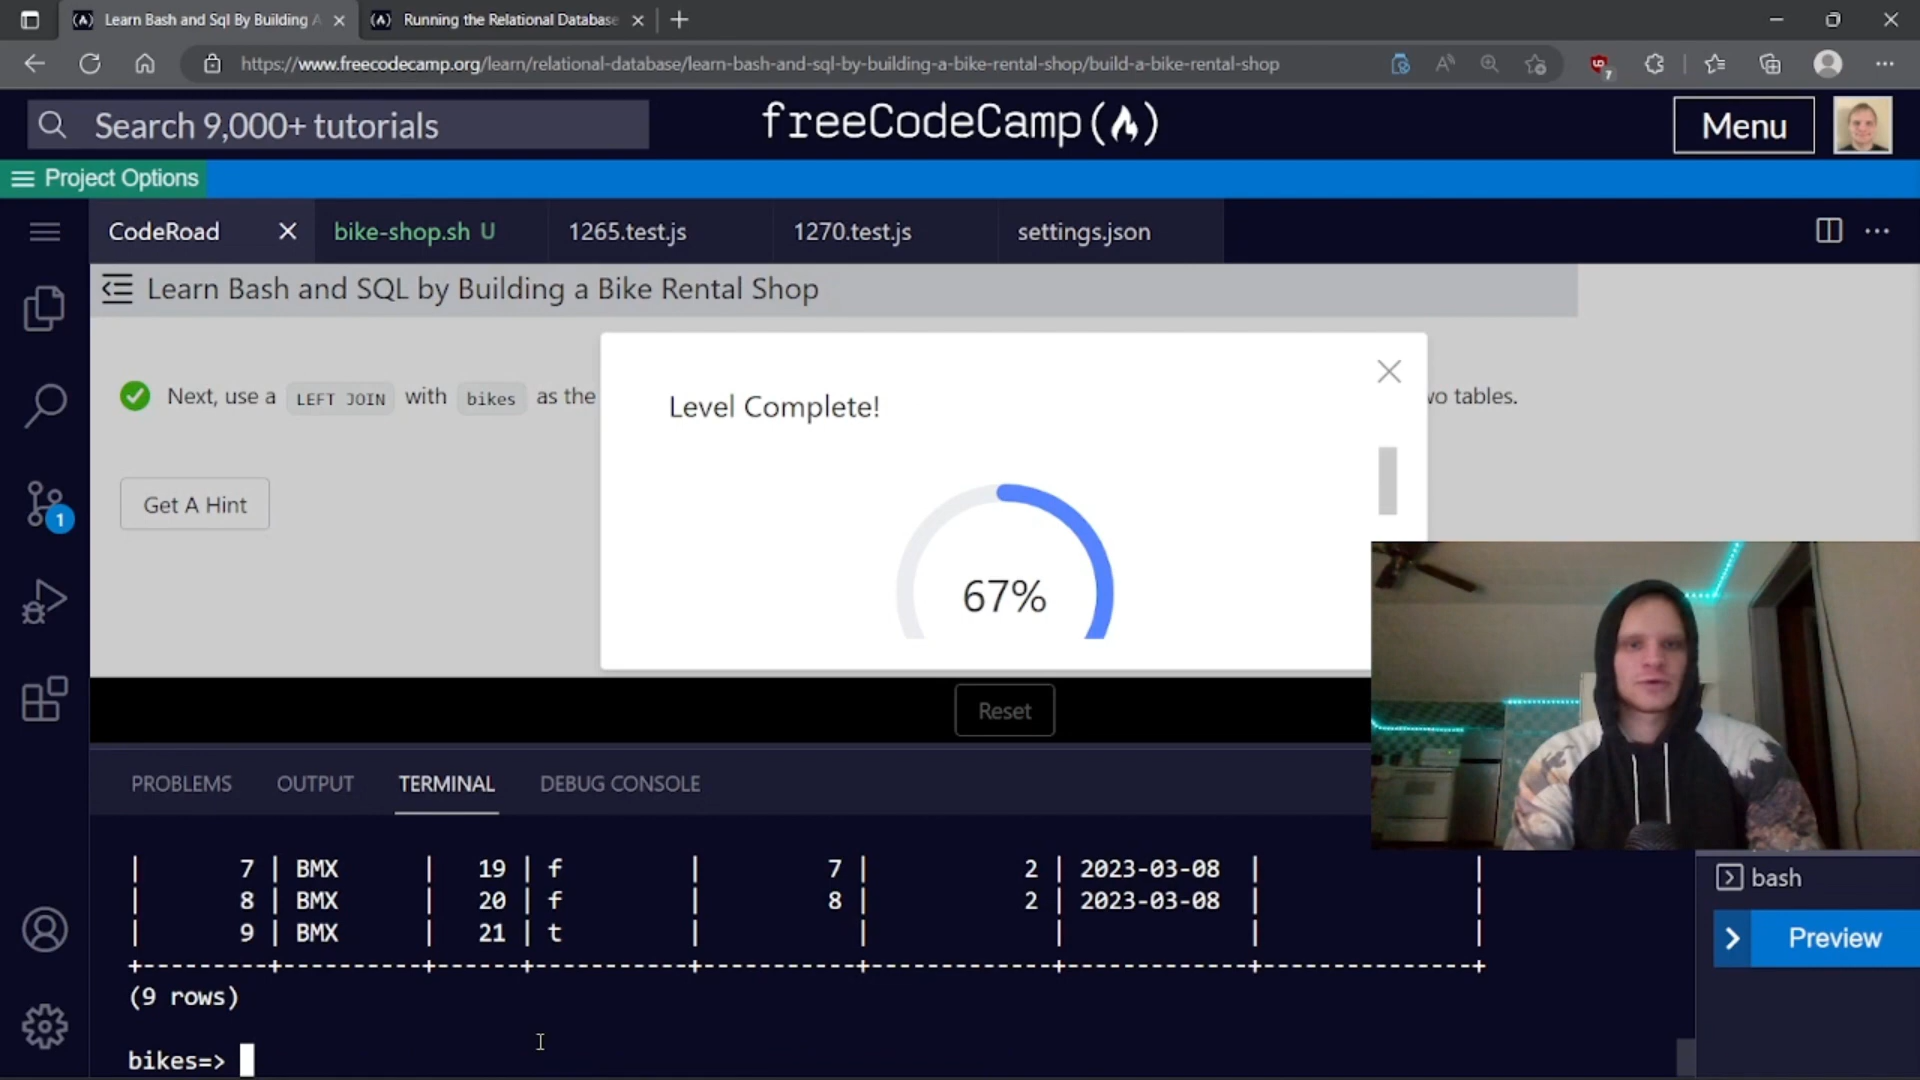 Learn Bash and Sql By Building A
Running the Relational Database
https://www.freecodecamp.org/learn/relational-database/learn-bash-and-sql-by-building-a-bike-rental-shop/build-a-bike-rental-shop
7
Search 9,000+ tutorials
freeCodeCamp
Menu
Project Options
CodeRoad
bike-shop.sh U
1265.test.js
1270.test.js
settings.json
Learn Bash and SQL by Building a Bike Rental Shop
Next, use a LEFT JOIN with bikes as the
wo tables.
Level Complete!
67%
Get A Hint
1
Reset
PROBLEMS
OUTPUT
TERMINAL
DEBUG CONSOLE
| 7 | BMX | 19 | f | 7 | 2 | 2023-03-08 | |
| 8 | BMX | 20 | f | 8 | 2 | 2023-03-08 | |
| 9 | BMX | 21 | t | | | | |
(9 rows)
bikes=>
bash
Preview